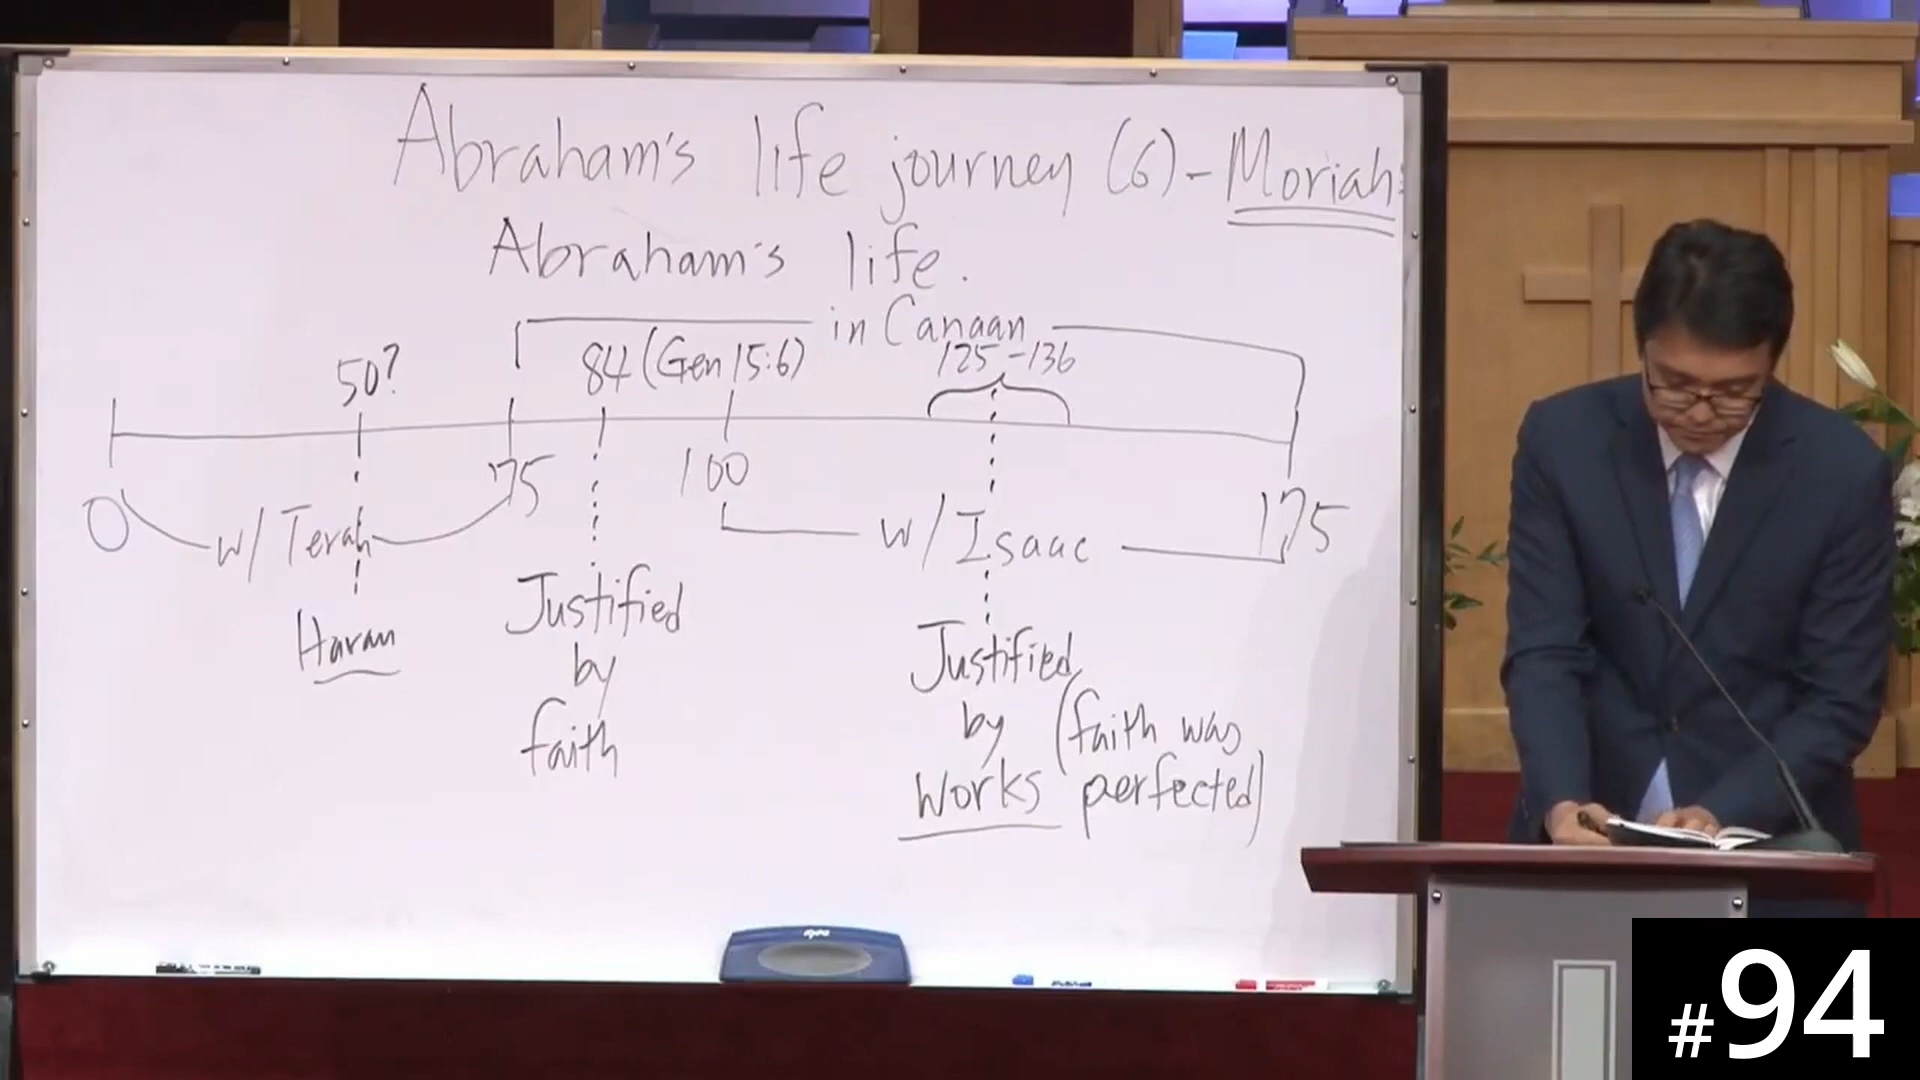 Abraham's life journey (6) - Moriah
Abraham's life.
in Canaan
50?
84 (Gen 15:6)
125 - 136
0
75
100
175
w/ Terah
w/ Isaac
Haran
Justified
by
faith
Justified
by
works
(faith was
perfected)
expo
#94